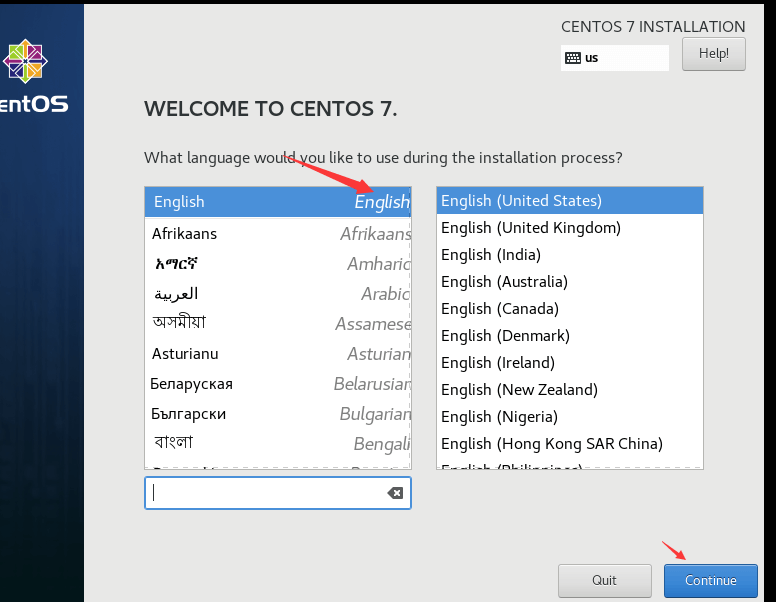 CENTOS 7 INSTALLATION
us
Help!
entOS
WELCOME TO CENTOS 7.
What language would you like to use during the installation process?
English English
Afrikaans Afrikaans
አማርኛ Amharic
العربية Arabic
অসমীয়া Assamese
Asturianu Asturian
Беларуская Belarusian
Български Bulgarian
বাংলা Bengali
English (United States)
English (United Kingdom)
English (India)
English (Australia)
English (Canada)
English (Denmark)
English (Ireland)
English (New Zealand)
English (Nigeria)
English (Hong Kong SAR China)
English (Philippines)
Quit
Continue